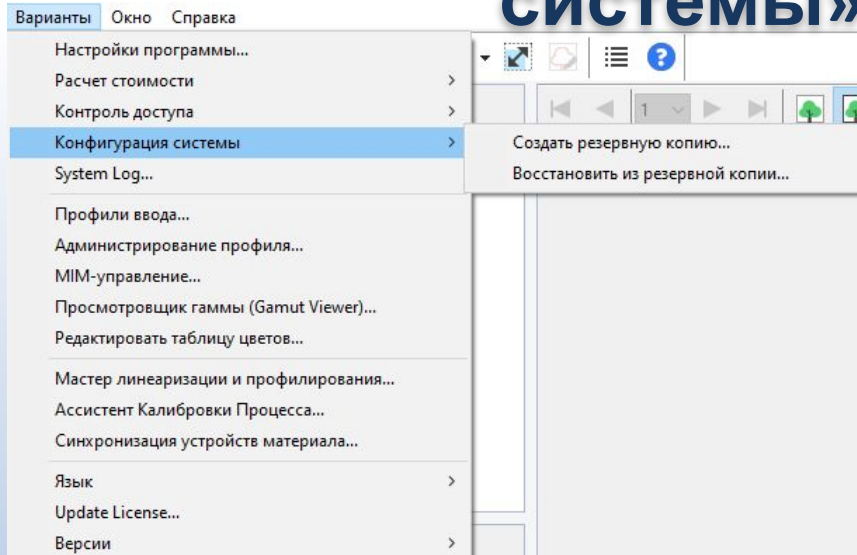 системы»
Варианты Окно Справка
Настройки программы...
Расчет стоимости
Контроль доступа
Конфигурация системы
Создать резервную копию...
Восстановить из резервной копии...
System Log...
Профили ввода...
Администрирование профиля...
MIM-управление...
Просмотровщик гаммы (Gamut Viewer)...
Редактировать таблицу цветов...
Мастер линеаризации и профилирования...
Ассистент Калибровки Процесса...
Синхронизация устройств материала...
Язык
Update License...
Версии
1